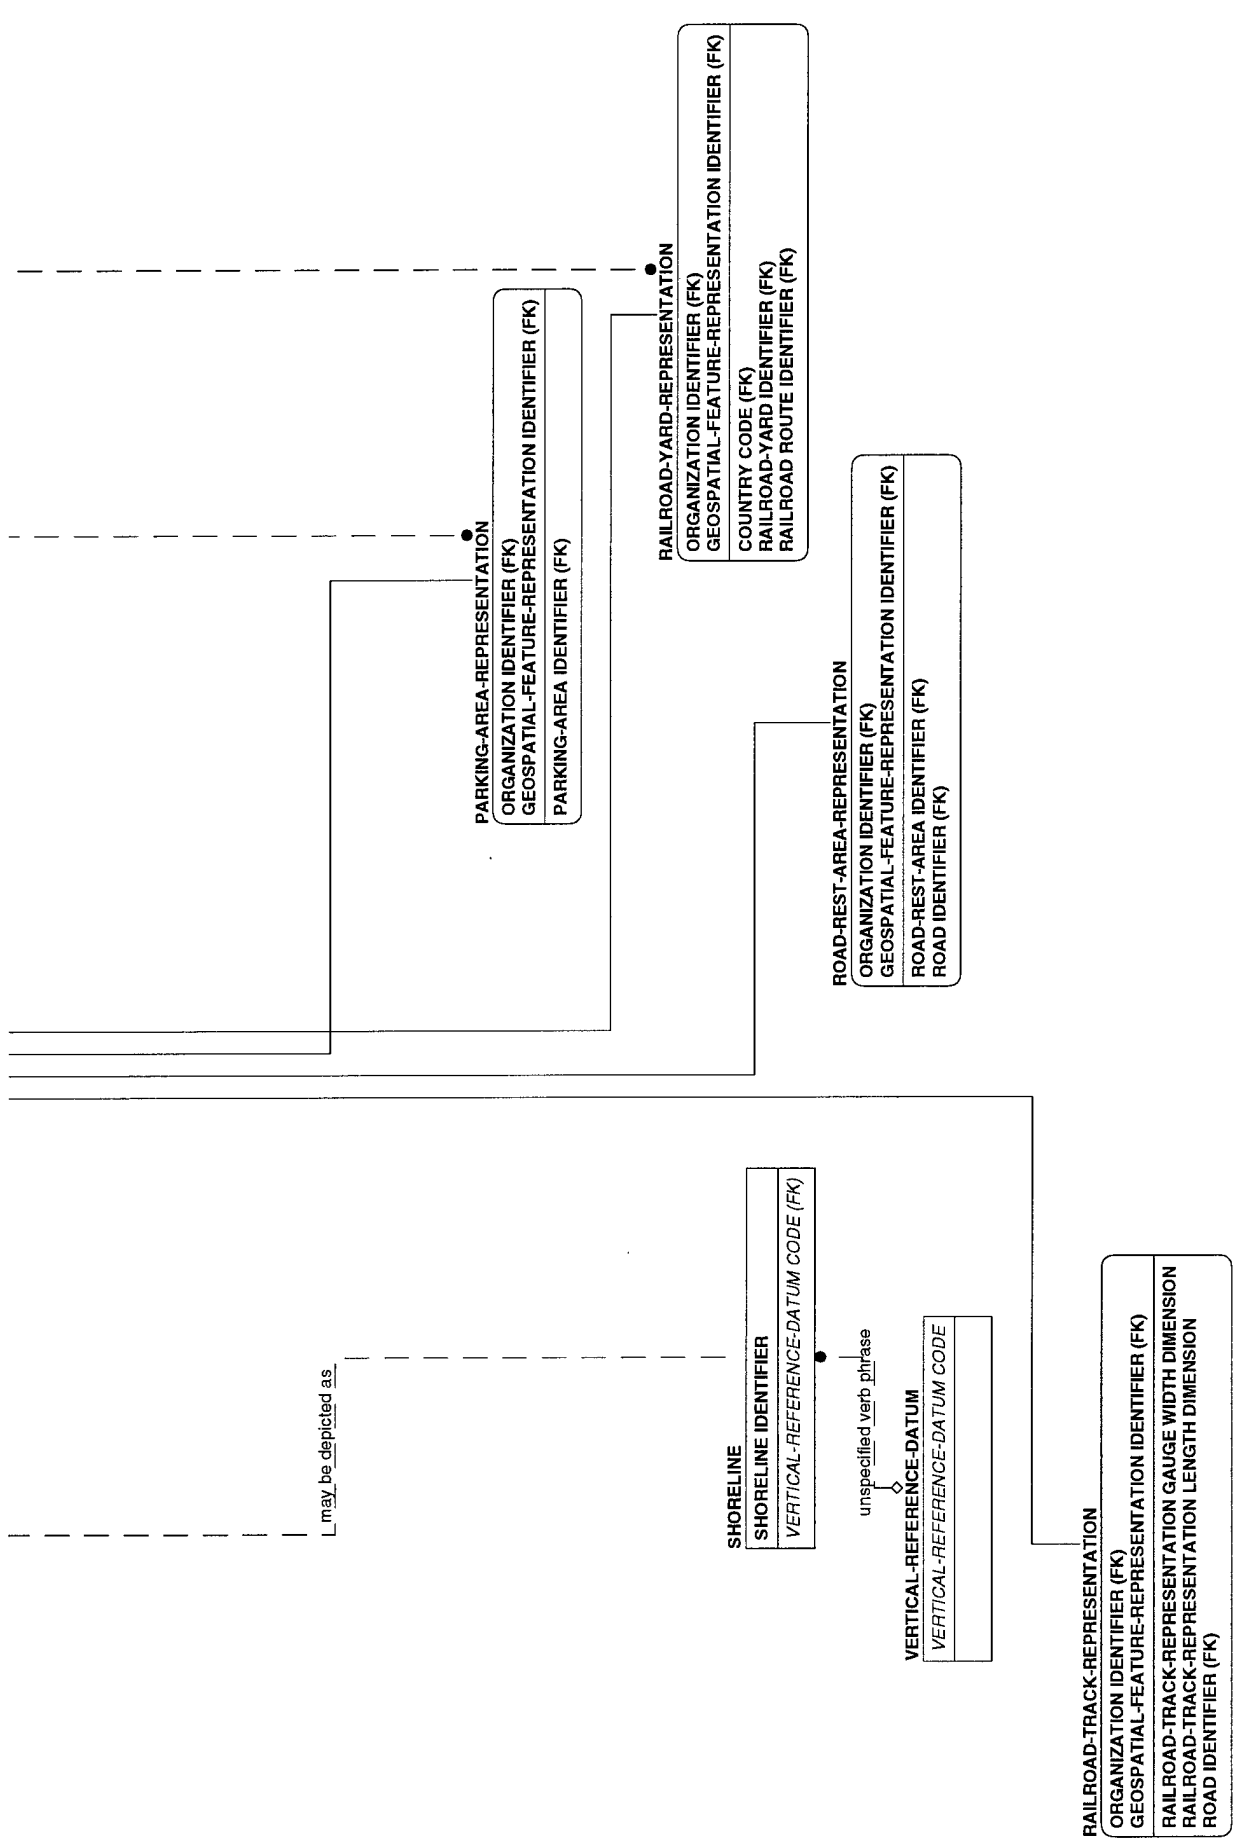 RAILROAD-YARD-REPRESENTATION
ORGANIZATION IDENTIFIER (FK)
GEOSPATIAL-FEATURE-REPRESENTATION IDENTIFIER (FK)
COUNTRY CODE (FK)
RAILROAD-YARD IDENTIFIER (FK)
RAILROAD ROUTE IDENTIFIER (FK)
PARKING-AREA-REPRESENTATION
ORGANIZATION IDENTIFIER (FK)
GEOSPATIAL-FEATURE-REPRESENTATION IDENTIFIER (FK)
PARKING-AREA IDENTIFIER (FK)
ROAD-REST-AREA-REPRESENTATION
ORGANIZATION IDENTIFIER (FK)
GEOSPATIAL-FEATURE-REPRESENTATION IDENTIFIER (FK)
ROAD-REST-AREA IDENTIFIER (FK)
ROAD IDENTIFIER (FK)
may be depicted as
SHORELINE
SHORELINE IDENTIFIER
VERTICAL-REFERENCE-DATUM CODE (FK)
unspecified verb phrase
VERTICAL-REFERENCE-DATUM
VERTICAL-REFERENCE-DATUM CODE
RAILROAD-TRACK-REPRESENTATION
ORGANIZATION IDENTIFIER (FK)
GEOSPATIAL-FEATURE-REPRESENTATION IDENTIFIER (FK)
RAILROAD-TRACK-REPRESENTATION GAUGE WIDTH DIMENSION
RAILROAD-TRACK-REPRESENTATION LENGTH DIMENSION
ROAD IDENTIFIER (FK)